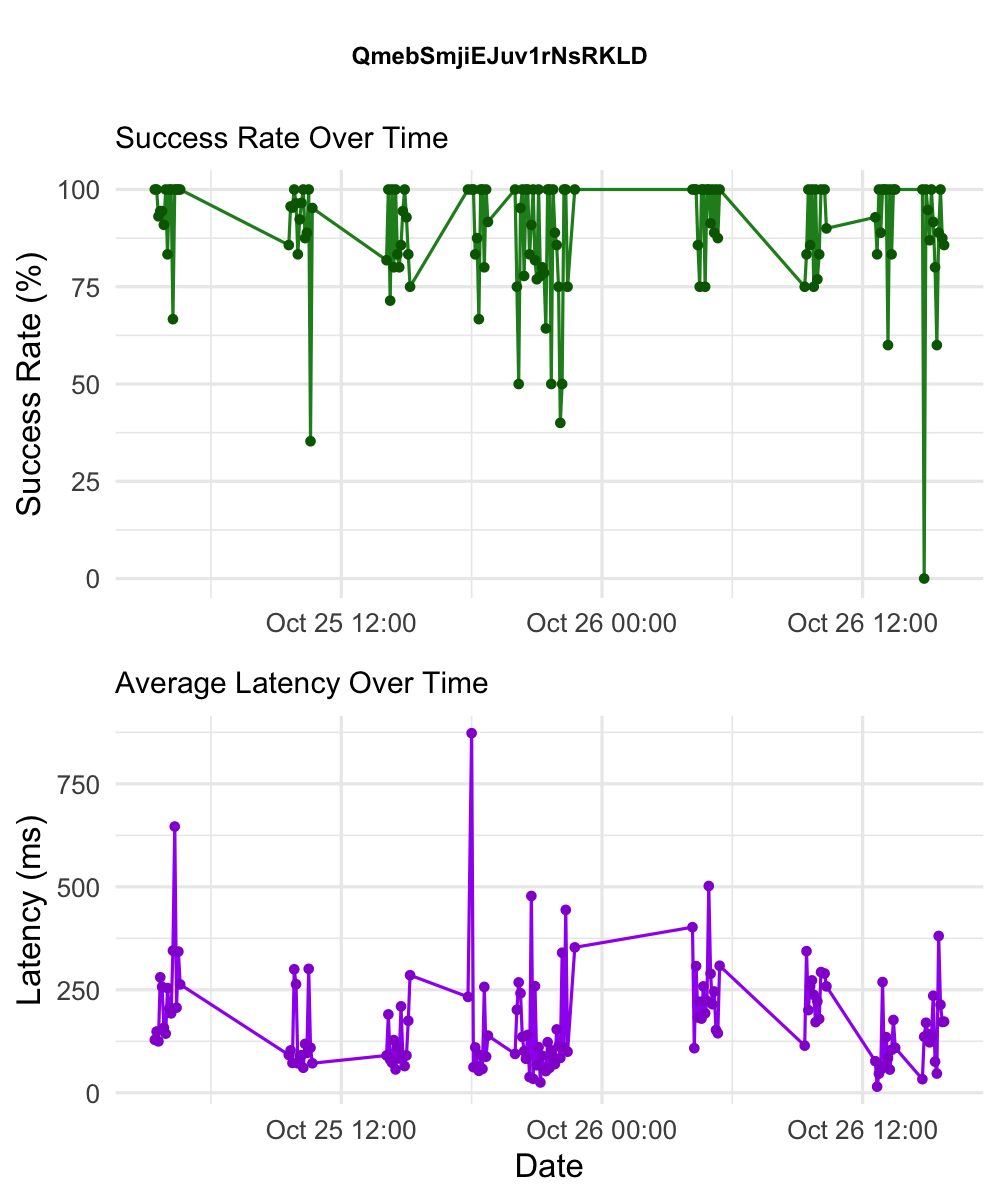 QmebSmjiEJuv1rNsRKLD
Success Rate Over Time
Success Rate (%)
100
75
50
25
0
Oct 25 12:00 Oct 26 00:00 Oct 26 12:00
Average Latency Over Time
Latency (ms)
750
500
250
0
Oct 25 12:00 Oct 26 00:00 Oct 26 12:00
Date